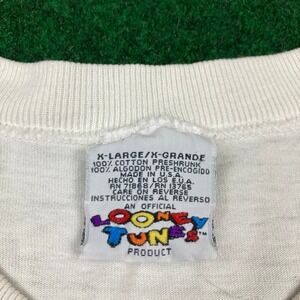 X-LARGE/X-GRANDE
100% COTTON PRESHRUNK
100% ALGODON PRE-ENCOGIDO
MADE IN U.S.A.
HECHO EN LOS E.U.A.
RN 71868/RN 13765
CARE ON REVERSE
INSTRUCCIONES AL REVERSO
AN OFFICIAL
LOONEY
TUNES
PRODUCT